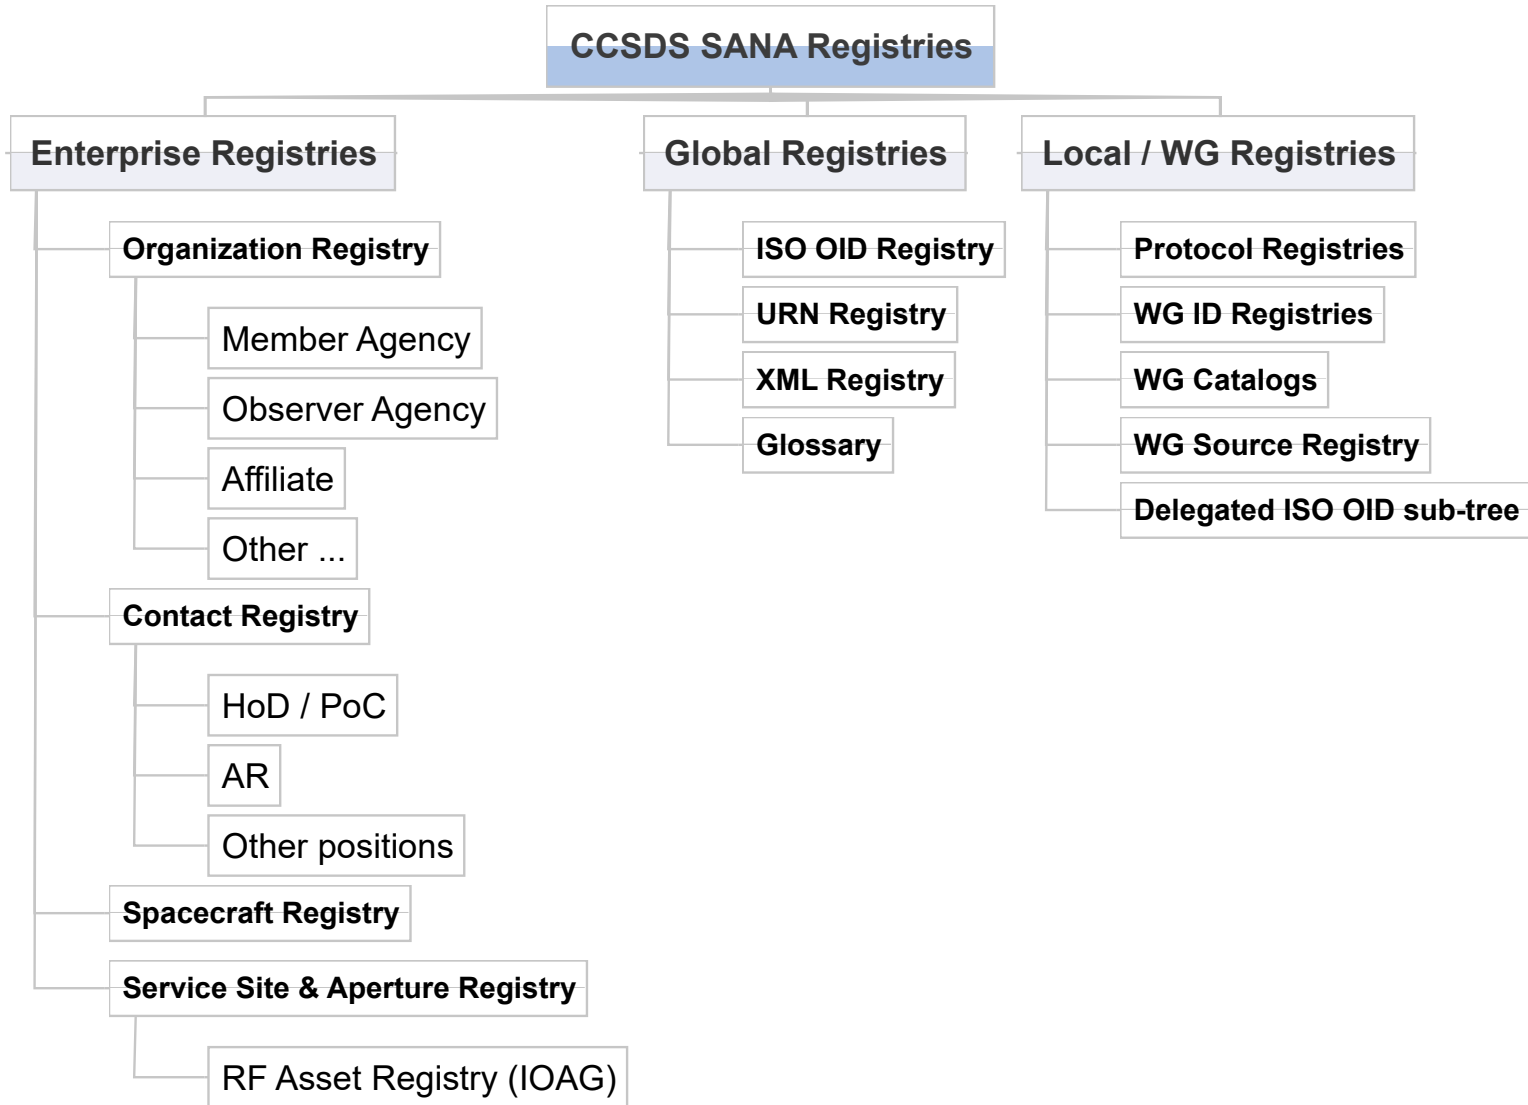 CCSDS SANA Registries
Enterprise Registries
Organization Registry
Member Agency
Observer Agency
Affiliate
Other ...
Contact Registry
HoD / PoC
AR
Other positions
Spacecraft Registry
Service Site & Aperture Registry
RF Asset Registry (IOAG)
Global Registries
ISO OID Registry
URN Registry
XML Registry
Glossary
Local / WG Registries
Protocol Registries
WG ID Registries
WG Catalogs
WG Source Registry
Delegated ISO OID sub-tree